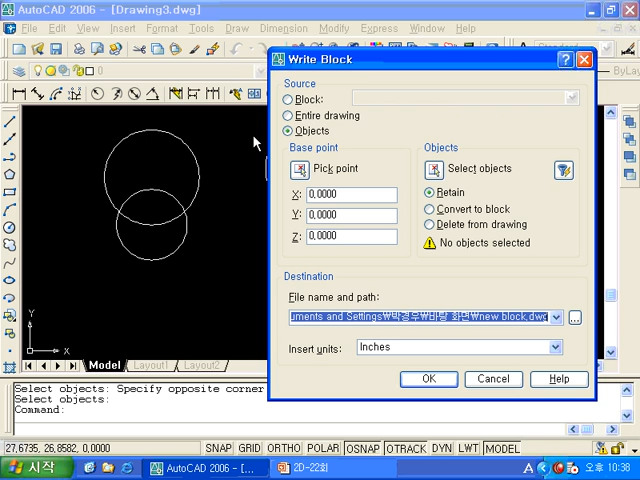 AutoCAD 2006 - [Drawing3.dwg]
File Edit View Insert Format Tools Draw Dimension Modify Express Window Help
Standard
ByLay
Write Block
Source
Block:
Entire drawing
Objects
Base point
Pick point
X: 0,0000
Y: 0,0000
Z: 0,0000
Objects
Select objects
Retain
Convert to block
Delete from drawing
No objects selected
Destination
File name and path:
uments and Settings₩박경우₩바탕 화면₩new block.dwg
Insert units: Inches
OK Cancel Help
Y
X
Model Layout1 Layout2
Select objects: Specify opposite corner
Select objects:
Command:
27,6735, 26,8582, 0,0000 SNAP GRID ORTHO POLAR OSNAP OTRACK DYN LWT MODEL
시작 AutoCAD 2006 - [... 2D-22회 A 오후 10:38